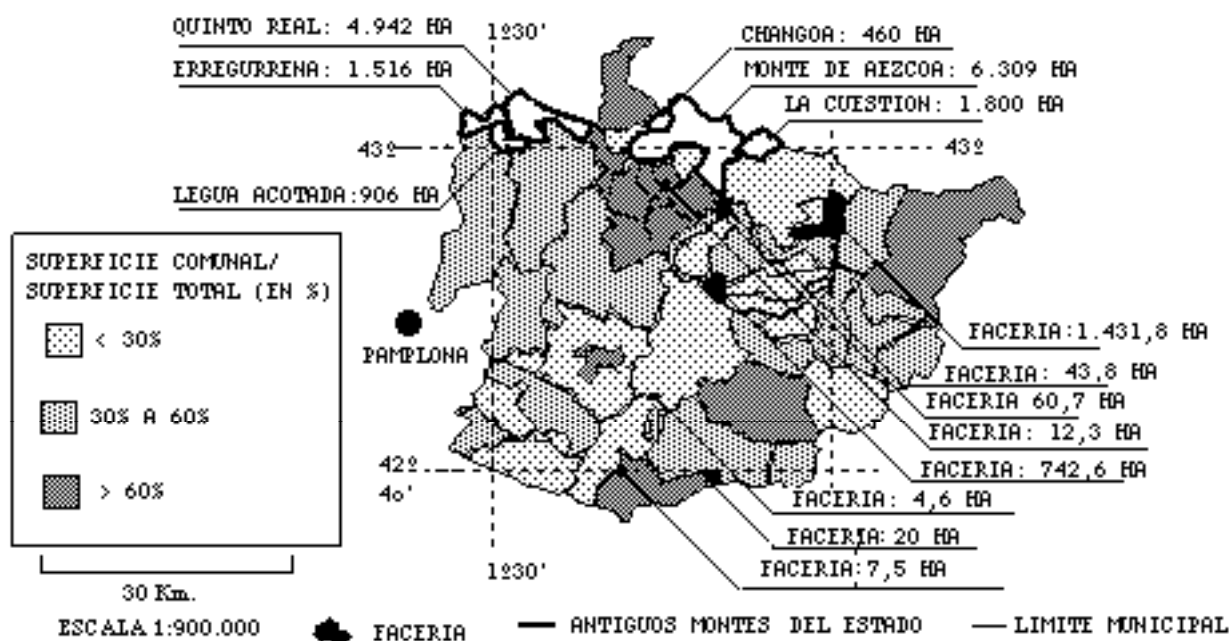 QUINTO REAL: 4.942 HA
1º30'
CHANGOA: 460 HA
ERREGURRENA: 1.516 HA
MONTE DE AEZCOA: 6.309 HA
LA CUESTION: 1.800 HA
43º
43º
LEGUA ACOTADA:906 HA
SUPERFICIE COMUNAL/
SUPERFICIE TOTAL (EN %)
< 30%
30% A 60%
> 60%
PAMPLONA
FACERIA:1.431,8 HA
FACERIA: 43,8 HA
FACERIA 60,7 HA
FACERIA: 12,3 HA
FACERIA: 742,6 HA
42º
40'
FACERIA: 4,6 HA
FACERIA: 20 HA
FACERIA:7,5 HA
1º30'
30 Km.
ESCALA 1:900.000
FACERIA
ANTIGUOS MONTES DEL ESTADO
LIMITE MUNICIPAL